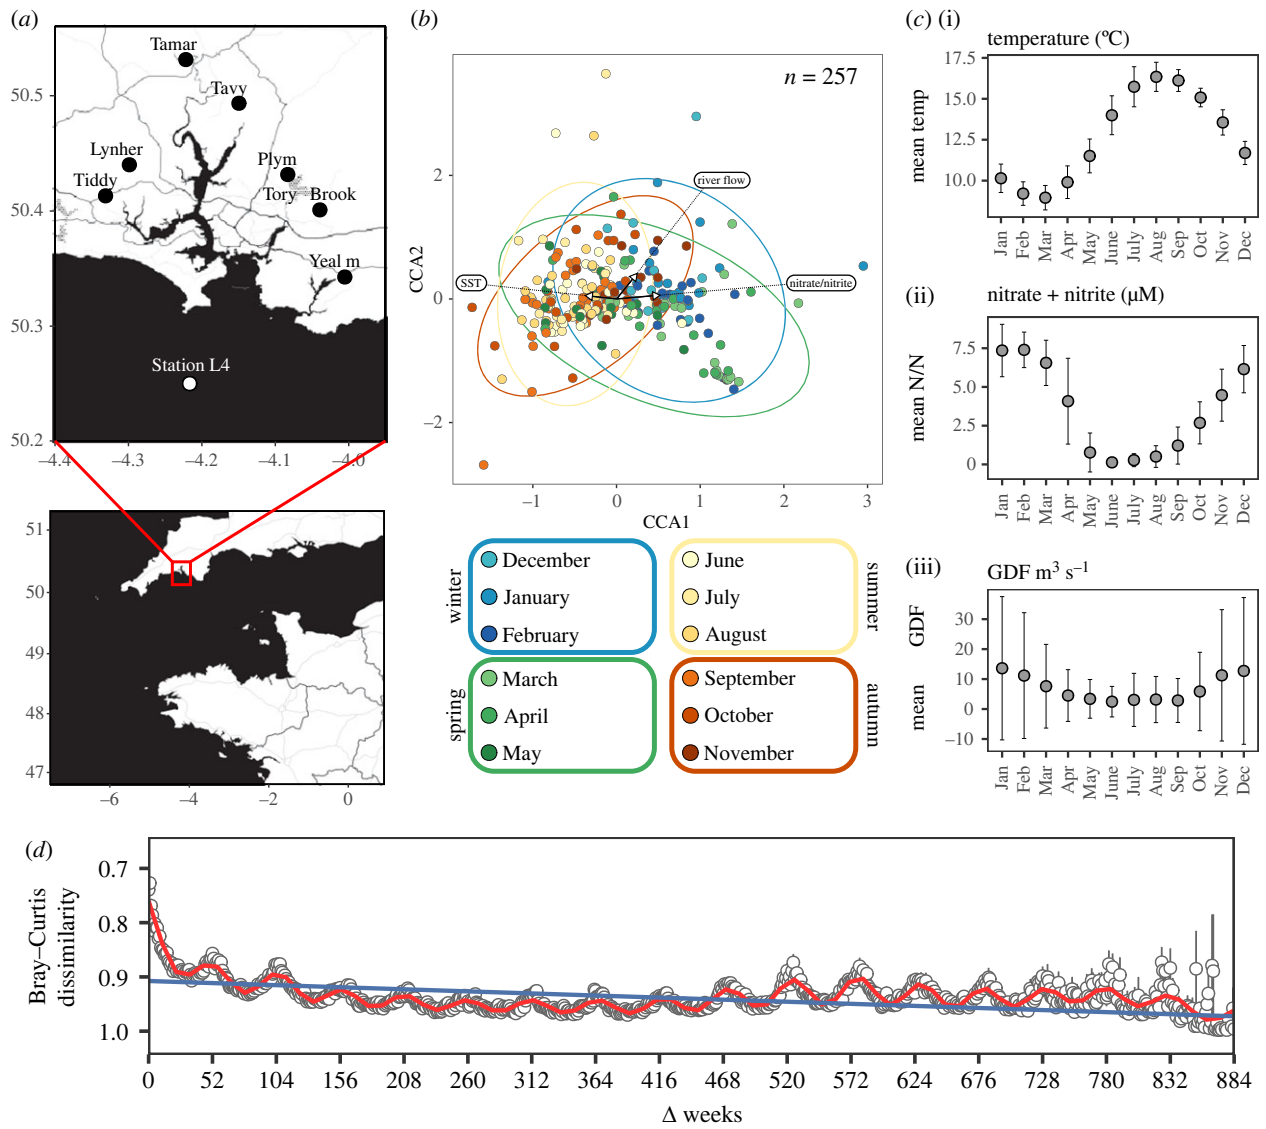 (a)
Tamar
Tavy
Lynher
Plym
Tiddy
Tory Brook
Yeal m
Station L4
50.5
50.4
50.3
50.2
–4.4 –4.3 –4.2 –4.1 –4.0
51
50
49
48
47
–6 –4 –2 0
(b)
n = 257
river flow
SST
nitrate/nitrite
CCA2
2
0
–2
–1 0 1 2 3
CCA1
winter
December
January
February
summer
June
July
August
spring
March
April
May
autumn
September
October
November
(c) (i)
temperature (ºC)
mean temp
17.5
15.0
12.5
10.0
Jan Feb Mar Apr May June July Aug Sep Oct Nov Dec
(ii)
nitrate + nitrite (µM)
mean N/N
7.5
5.0
2.5
0
Jan Feb Mar Apr May June July Aug Sep Oct Nov Dec
(iii)
GDF m³ s⁻¹
mean GDF
30
20
10
0
–10
Jan Feb Mar Apr May June July Aug Sep Oct Nov Dec
(d)
Bray–Curtis
dissimilarity
0.7
0.8
0.9
1.0
0 52 104 156 208 260 312 364 416 468 520 572 624 676 728 780 832 884
Δ weeks